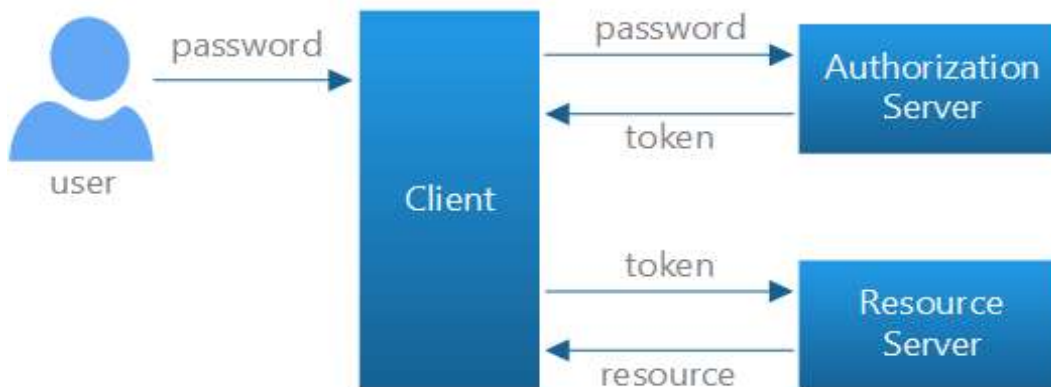 password
user
Client
password
token
Authorization
Server
token
resource
Resource
Server